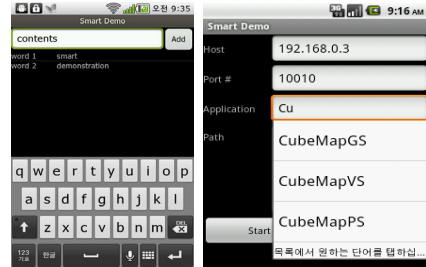 오전 9:35
Smart Demo
contents
Add
word 1 smart
word 2 demonstration
q w e r t y u i o p
a s d f g h j k l
z x c v b n m DEL
123 한글
3G 9:16 AM
Smart Demo
Host 192.168.0.3
Port # 10010
Application Cu
Path
CubeMapGS
CubeMapVS
CubeMapPS
Start
목록에서 원하는 단어를 탭하십...